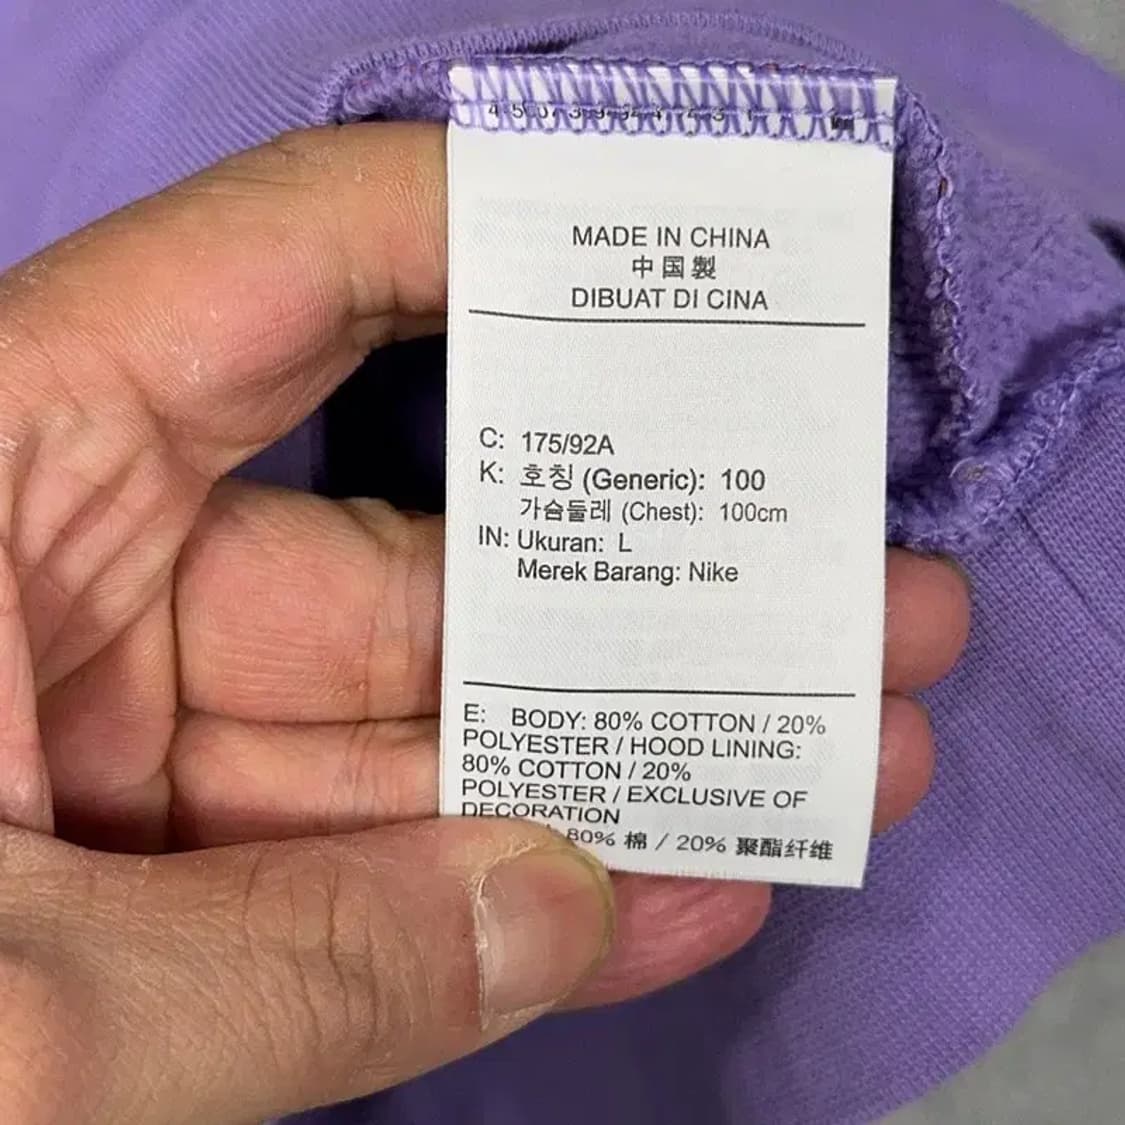 MADE IN CHINA
中国製
DIBUAT DI CINA
C: 175/92A
K: 호칭 (Generic): 100
가슴둘레 (Chest): 100cm
IN: Ukuran: L
Merek Barang: Nike
E: BODY: 80% COTTON / 20%
POLYESTER / HOOD LINING:
80% COTTON / 20%
POLYESTER / EXCLUSIVE OF
DECORATION
80% 棉 / 20% 聚酯纤维